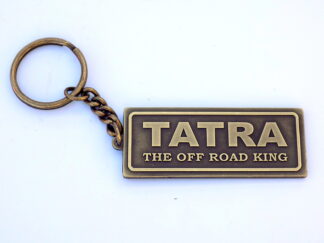 TATRA
THE OFF ROAD KING